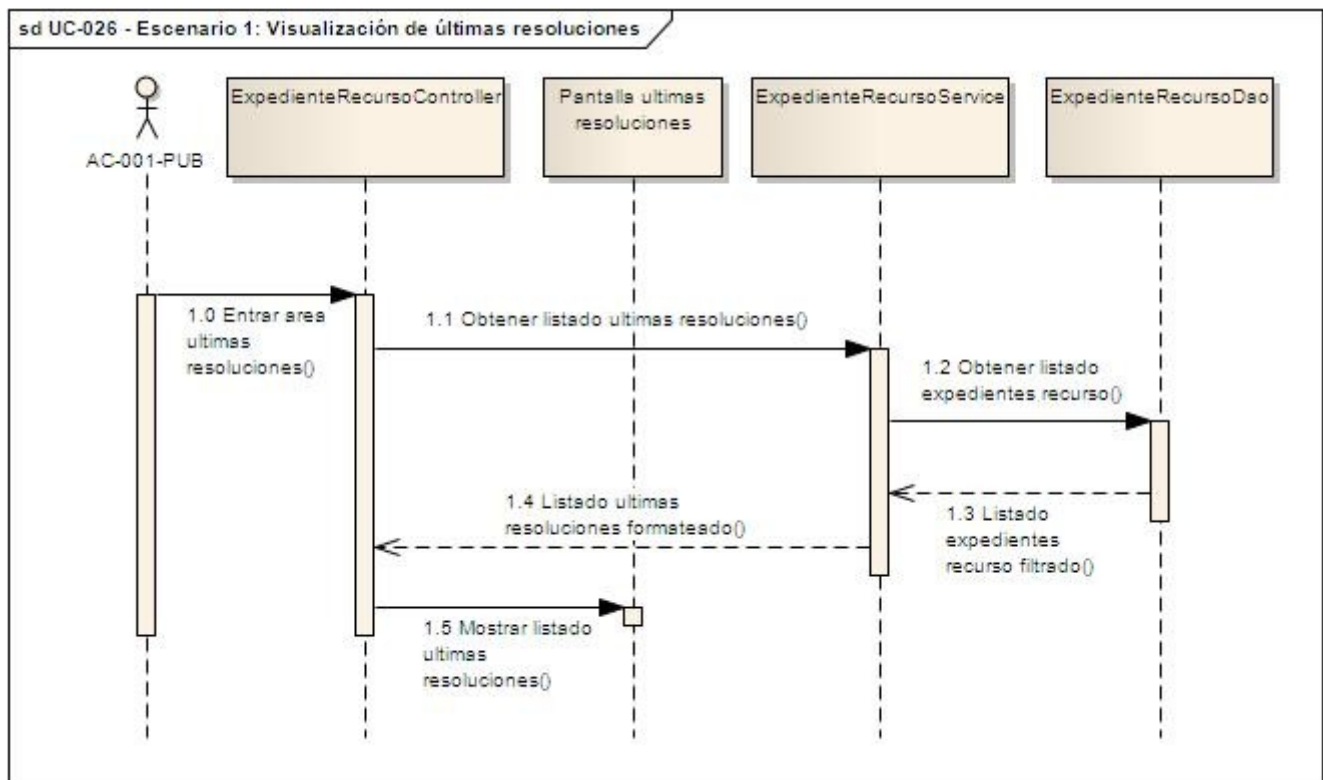 sd UC-026 - Escenario 1: Visualización de últimas resoluciones
AC-001-PUB
ExpedienteRecursoController
Pantalla ultimas
resoluciones
ExpedienteRecursoService
ExpedienteRecursoDao
1.0 Entrar area
ultimas
resoluciones()
1.1 Obtener listado ultimas resoluciones()
1.2 Obtener listado
expedientes recurso()
1.3 Listado
expedientes
recurso filtrado()
1.4 Listado ultimas
resoluciones formateado()
1.5 Mostrar listado
ultimas
resoluciones()